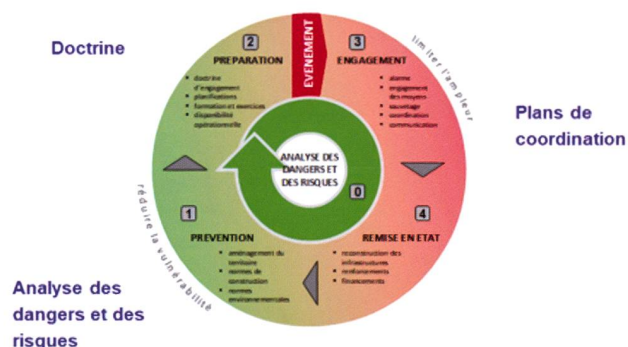 Doctrine
2
PREPARATION
doctrine
d'engagement
planifications
formation et exercices
disponibilité
opérationnelle
EVENEMENT
3
ENGAGEMENT
alarme
engagement
des moyens
sauvetage
coordination
communication
limiter l'ampleur
Plans de
coordination
ANALYSE DES
DANGERS ET
DES RISQUES
0
1
PREVENTION
aménagement du
territoire
normes de
construction
normes
environnementales
réduire la vulnérabilité
4
REMISE EN ETAT
reconstruction des
infrastructures
renforcements
financements
Analyse des
dangers et des
risques